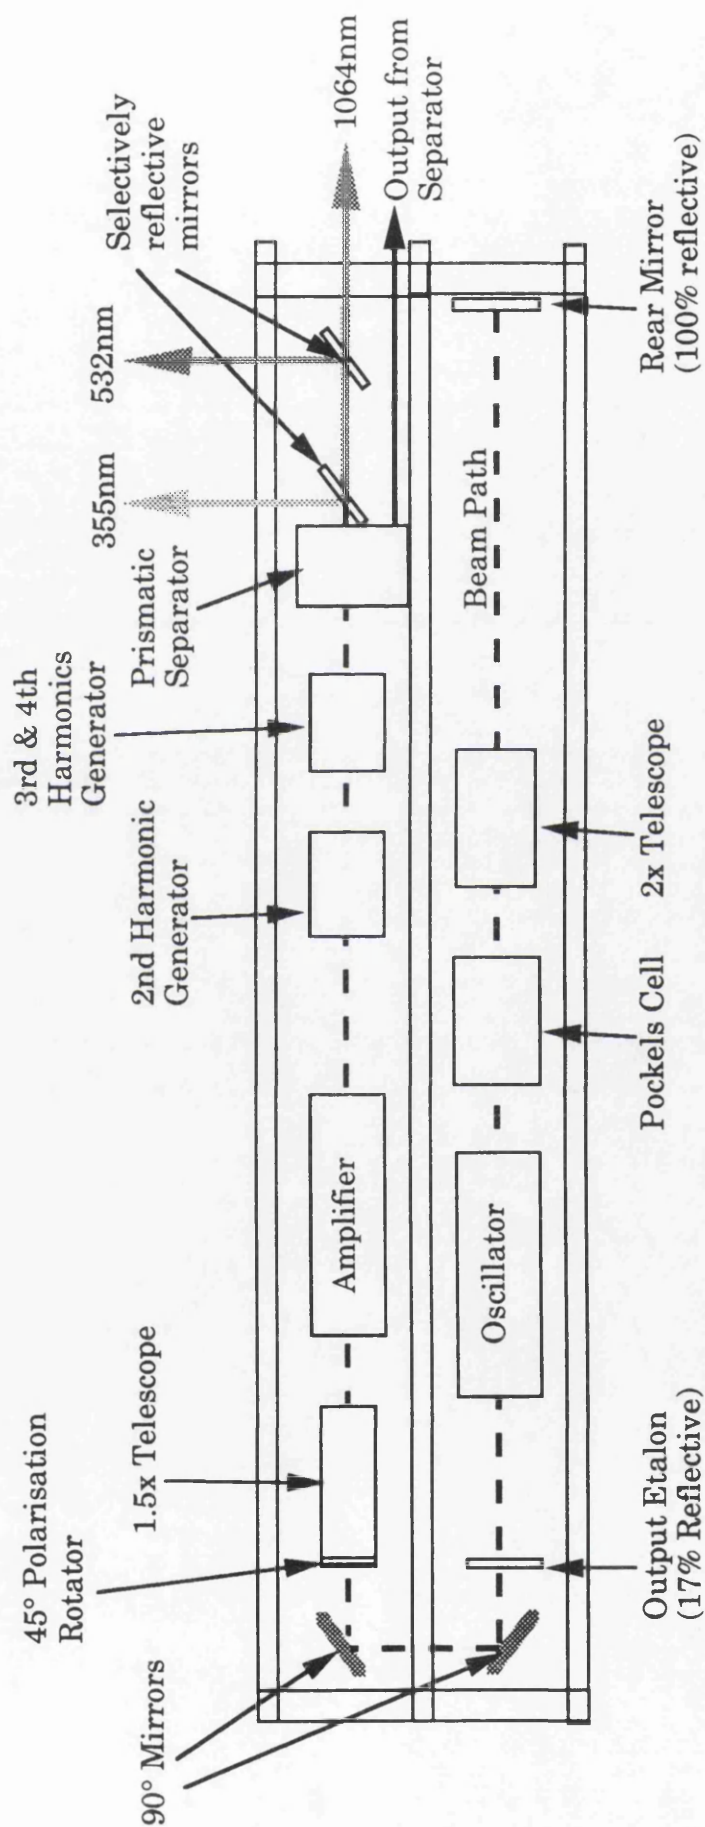 90° Mirrors
45° Polarisation
Rotator
1.5x Telescope
Amplifier
2nd Harmonic
Generator
3rd & 4th
Harmonics
Generator
Prismatic
Separator
355nm
532nm
Selectively
reflective
mirrors
1064nm
Output from
Separator
Oscillator
Beam Path
Output Etalon
(17% Reflective)
Pockels Cell
2x Telescope
Rear Mirror
(100% reflective)